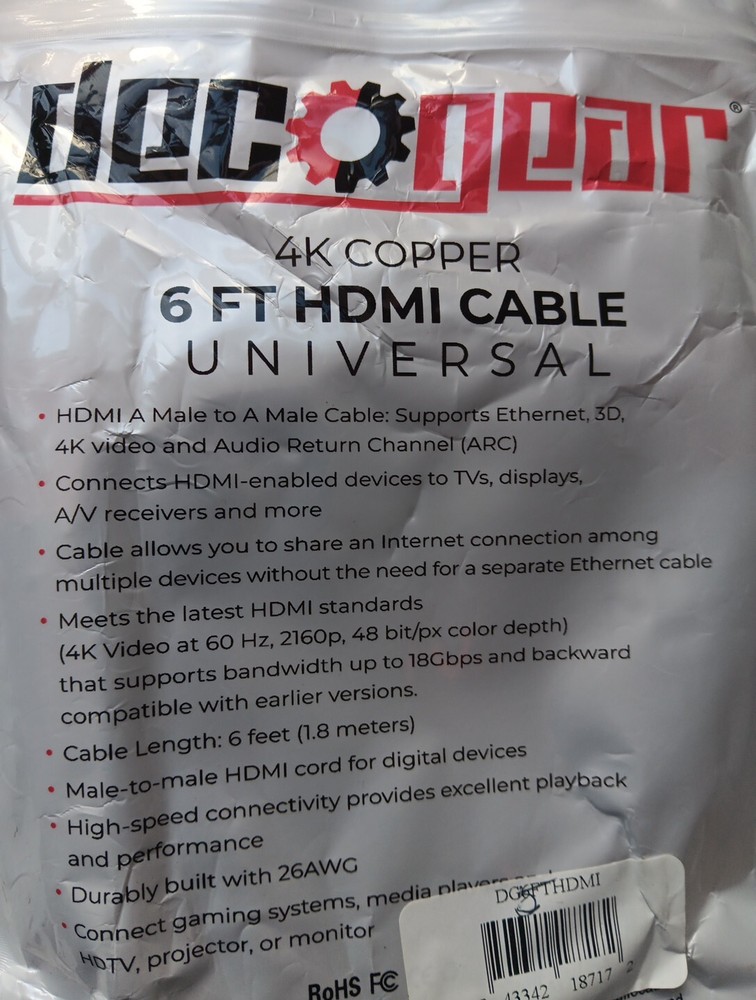 decogear®
4K COPPER
6 FT HDMI CABLE
UNIVERSAL
• HDMI A Male to A Male Cable: Supports Ethernet, 3D,
4K video and Audio Return Channel (ARC)
• Connects HDMI-enabled devices to TVs, displays,
A/V receivers and more
• Cable allows you to share an Internet connection among
multiple devices without the need for a separate Ethernet cable
• Meets the latest HDMI standards
(4K Video at 60 Hz, 2160p, 48 bit/px color depth)
that supports bandwidth up to 18Gbps and backward
compatible with earlier versions.
• Cable Length: 6 feet (1.8 meters)
• Male-to-male HDMI cord for digital devices
• High-speed connectivity provides excellent playback
and performance
• Durably built with 26AWG
• Connect gaming systems, media players
HDTV, projector, or monitor
RoHS FC
DG6FTHDMI
43342 18717 2